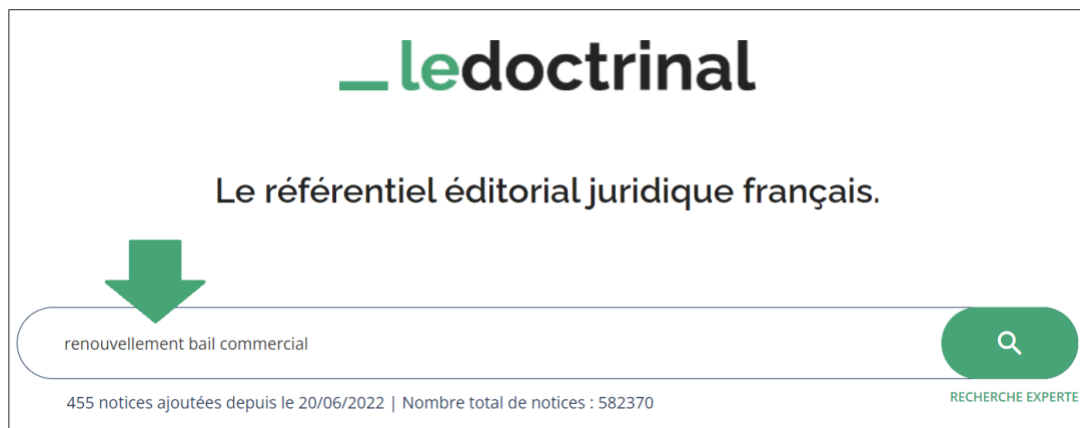 ledoctrinal
Le référentiel éditorial juridique français.
renouvellement bail commercial
455 notices ajoutées depuis le 20/06/2022 | Nombre total de notices : 582370
RECHERCHE EXPERTE